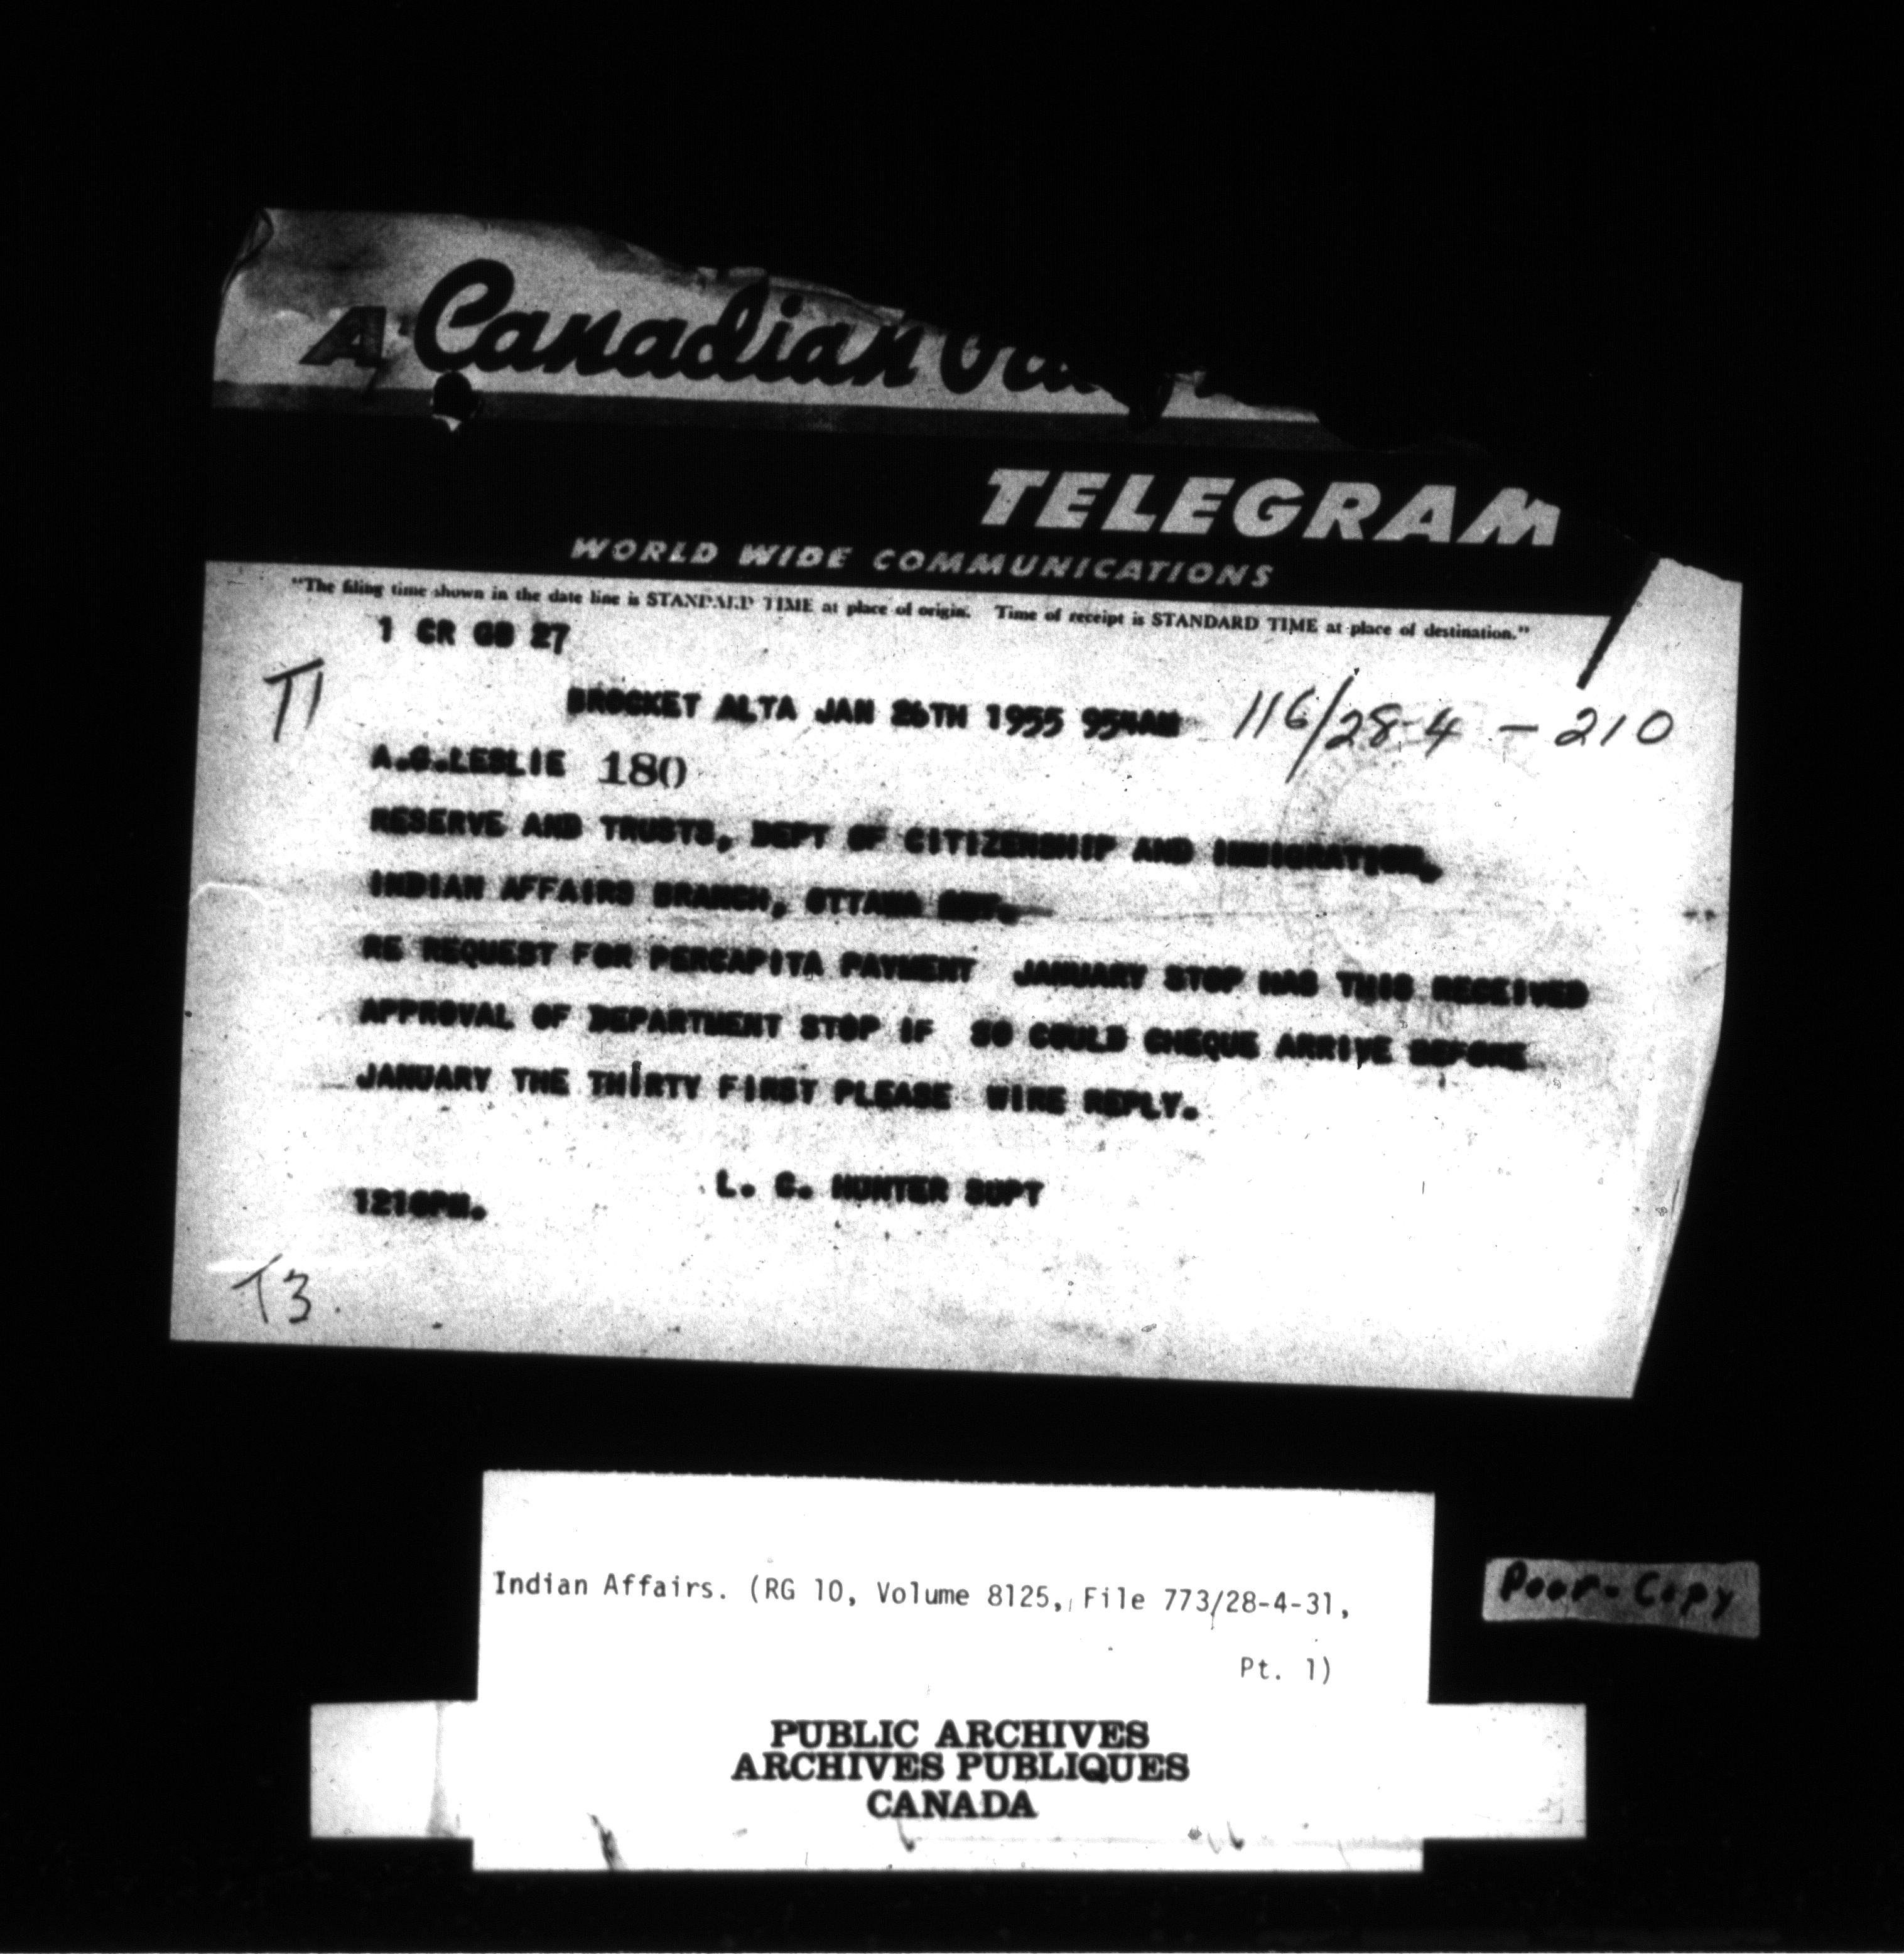 A Canadian
TELEGRAM
WORLD WIDE COMMUNICATIONS
"The filing time shown in the date line is STANDARD TIME at place of origin. Time of receipt is STANDARD TIME at place of destination."
1 CR GB 27
T1
BROCKET ALTA JAN 26TH 1955 954AM 116/28-4-210
A.G.LESLIE 180
RESERVE AND TRUSTS, DEPT OF CITIZENSHIP AND IMMIGRATION,
INDIAN AFFAIRS BRANCH, OTTAWA ONT.
RE REQUEST FOR PERCAPITA PAYMENT JANUARY STOP HAS THIS RECEIVED
APPROVAL OF DEPARTMENT STOP IF SO COULD CHEQUE ARRIVE BEFORE
JANUARY THE THIRTY FIRST PLEASE WIRE REPLY.
L. C. HUNTER SUPT
T3.
Indian Affairs. (RG 10, Volume 8125, File 773/28-4-31,
Pt. 1)
Poor-Copy
PUBLIC ARCHIVES
ARCHIVES PUBLIQUES
CANADA